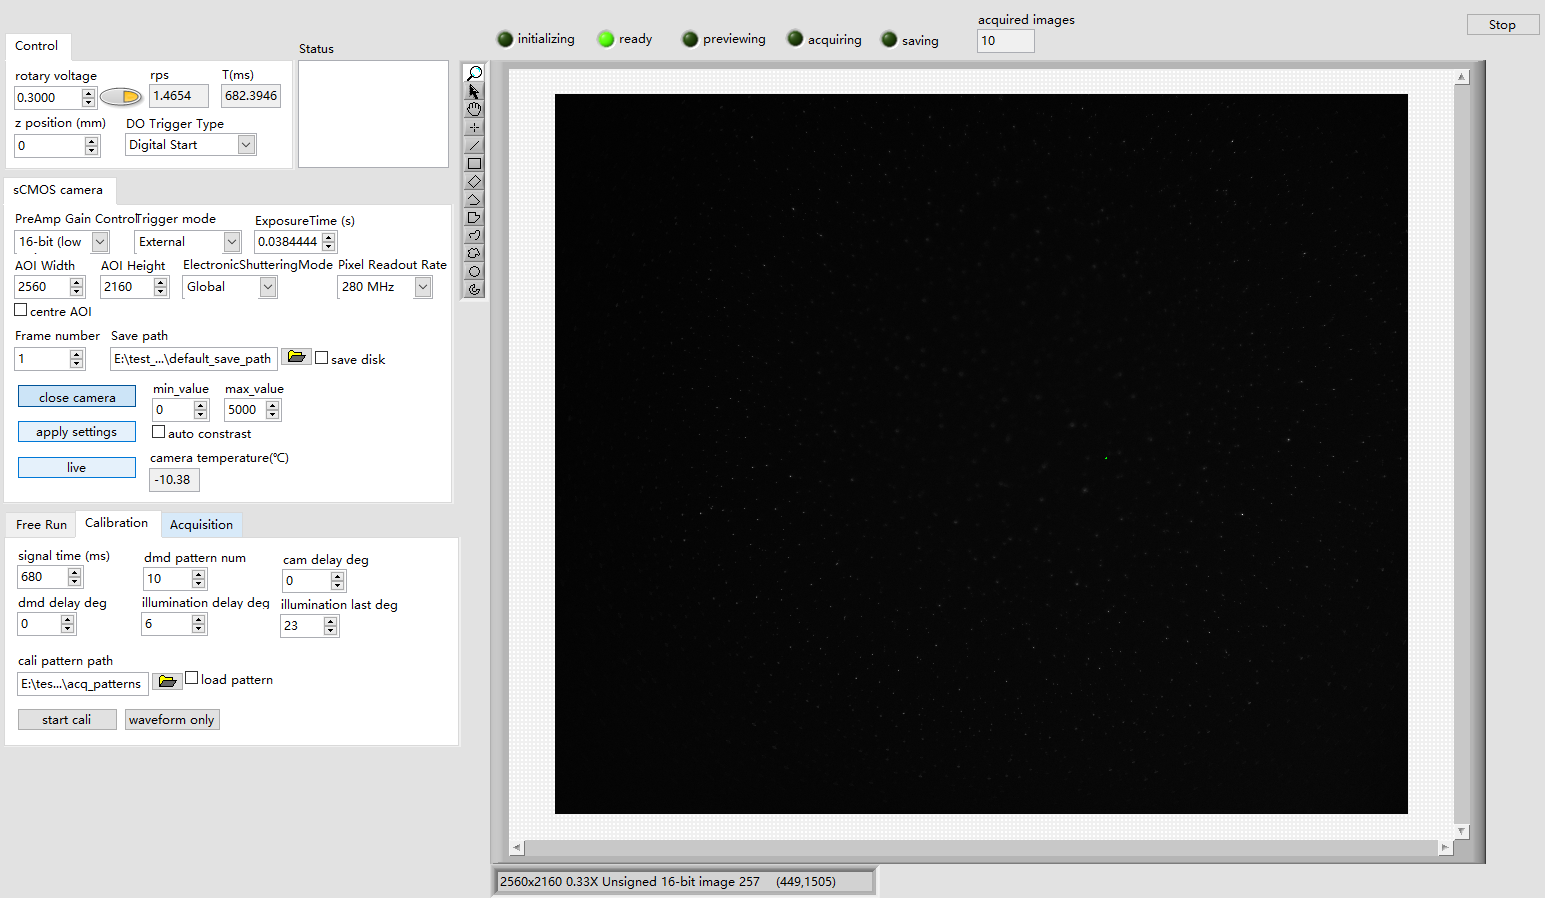 initializing ready previewing acquiring saving
acquired images
10
Stop
Control
Status
rotary voltage rps T(ms)
0.3000 1.4654 682.3946
z position (mm) DO Trigger Type
0 Digital Start
sCMOS camera
PreAmp Gain Control Trigger mode ExposureTime (s)
16-bit (low External 0.0384444
AOI Width AOI Height ElectronicShutteringMode Pixel Readout Rate
2560 2160 Global 280 MHz
centre AOI
Frame number Save path
1 E:\test_...\default_save_path save disk
close camera min_value max_value
0 5000
apply settings auto constrast
live camera temperature(℃)
-10.38
Free Run Calibration Acquisition
signal time (ms) dmd pattern num cam delay deg
680 10 0
dmd delay deg illumination delay deg illumination last deg
0 6 23
cali pattern path
E:\tes...\acq_patterns load pattern
start cali waveform only
2560x2160 0.33X Unsigned 16-bit image 257 (449,1505)